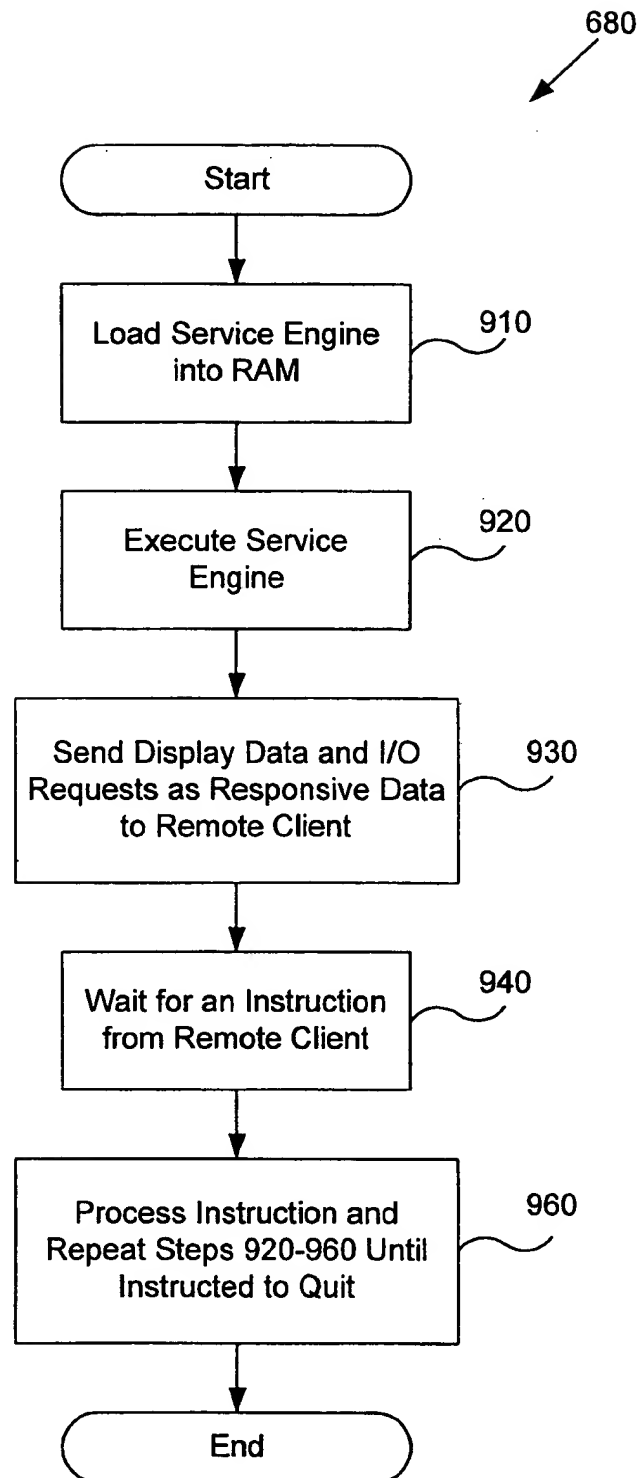 680
Start
Load Service Engine
into RAM
910
Execute Service
Engine
920
Send Display Data and I/O
Requests as Responsive Data
to Remote Client
930
Wait for an Instruction
from Remote Client
940
Process Instruction and
Repeat Steps 920-960 Until
Instructed to Quit
960
End